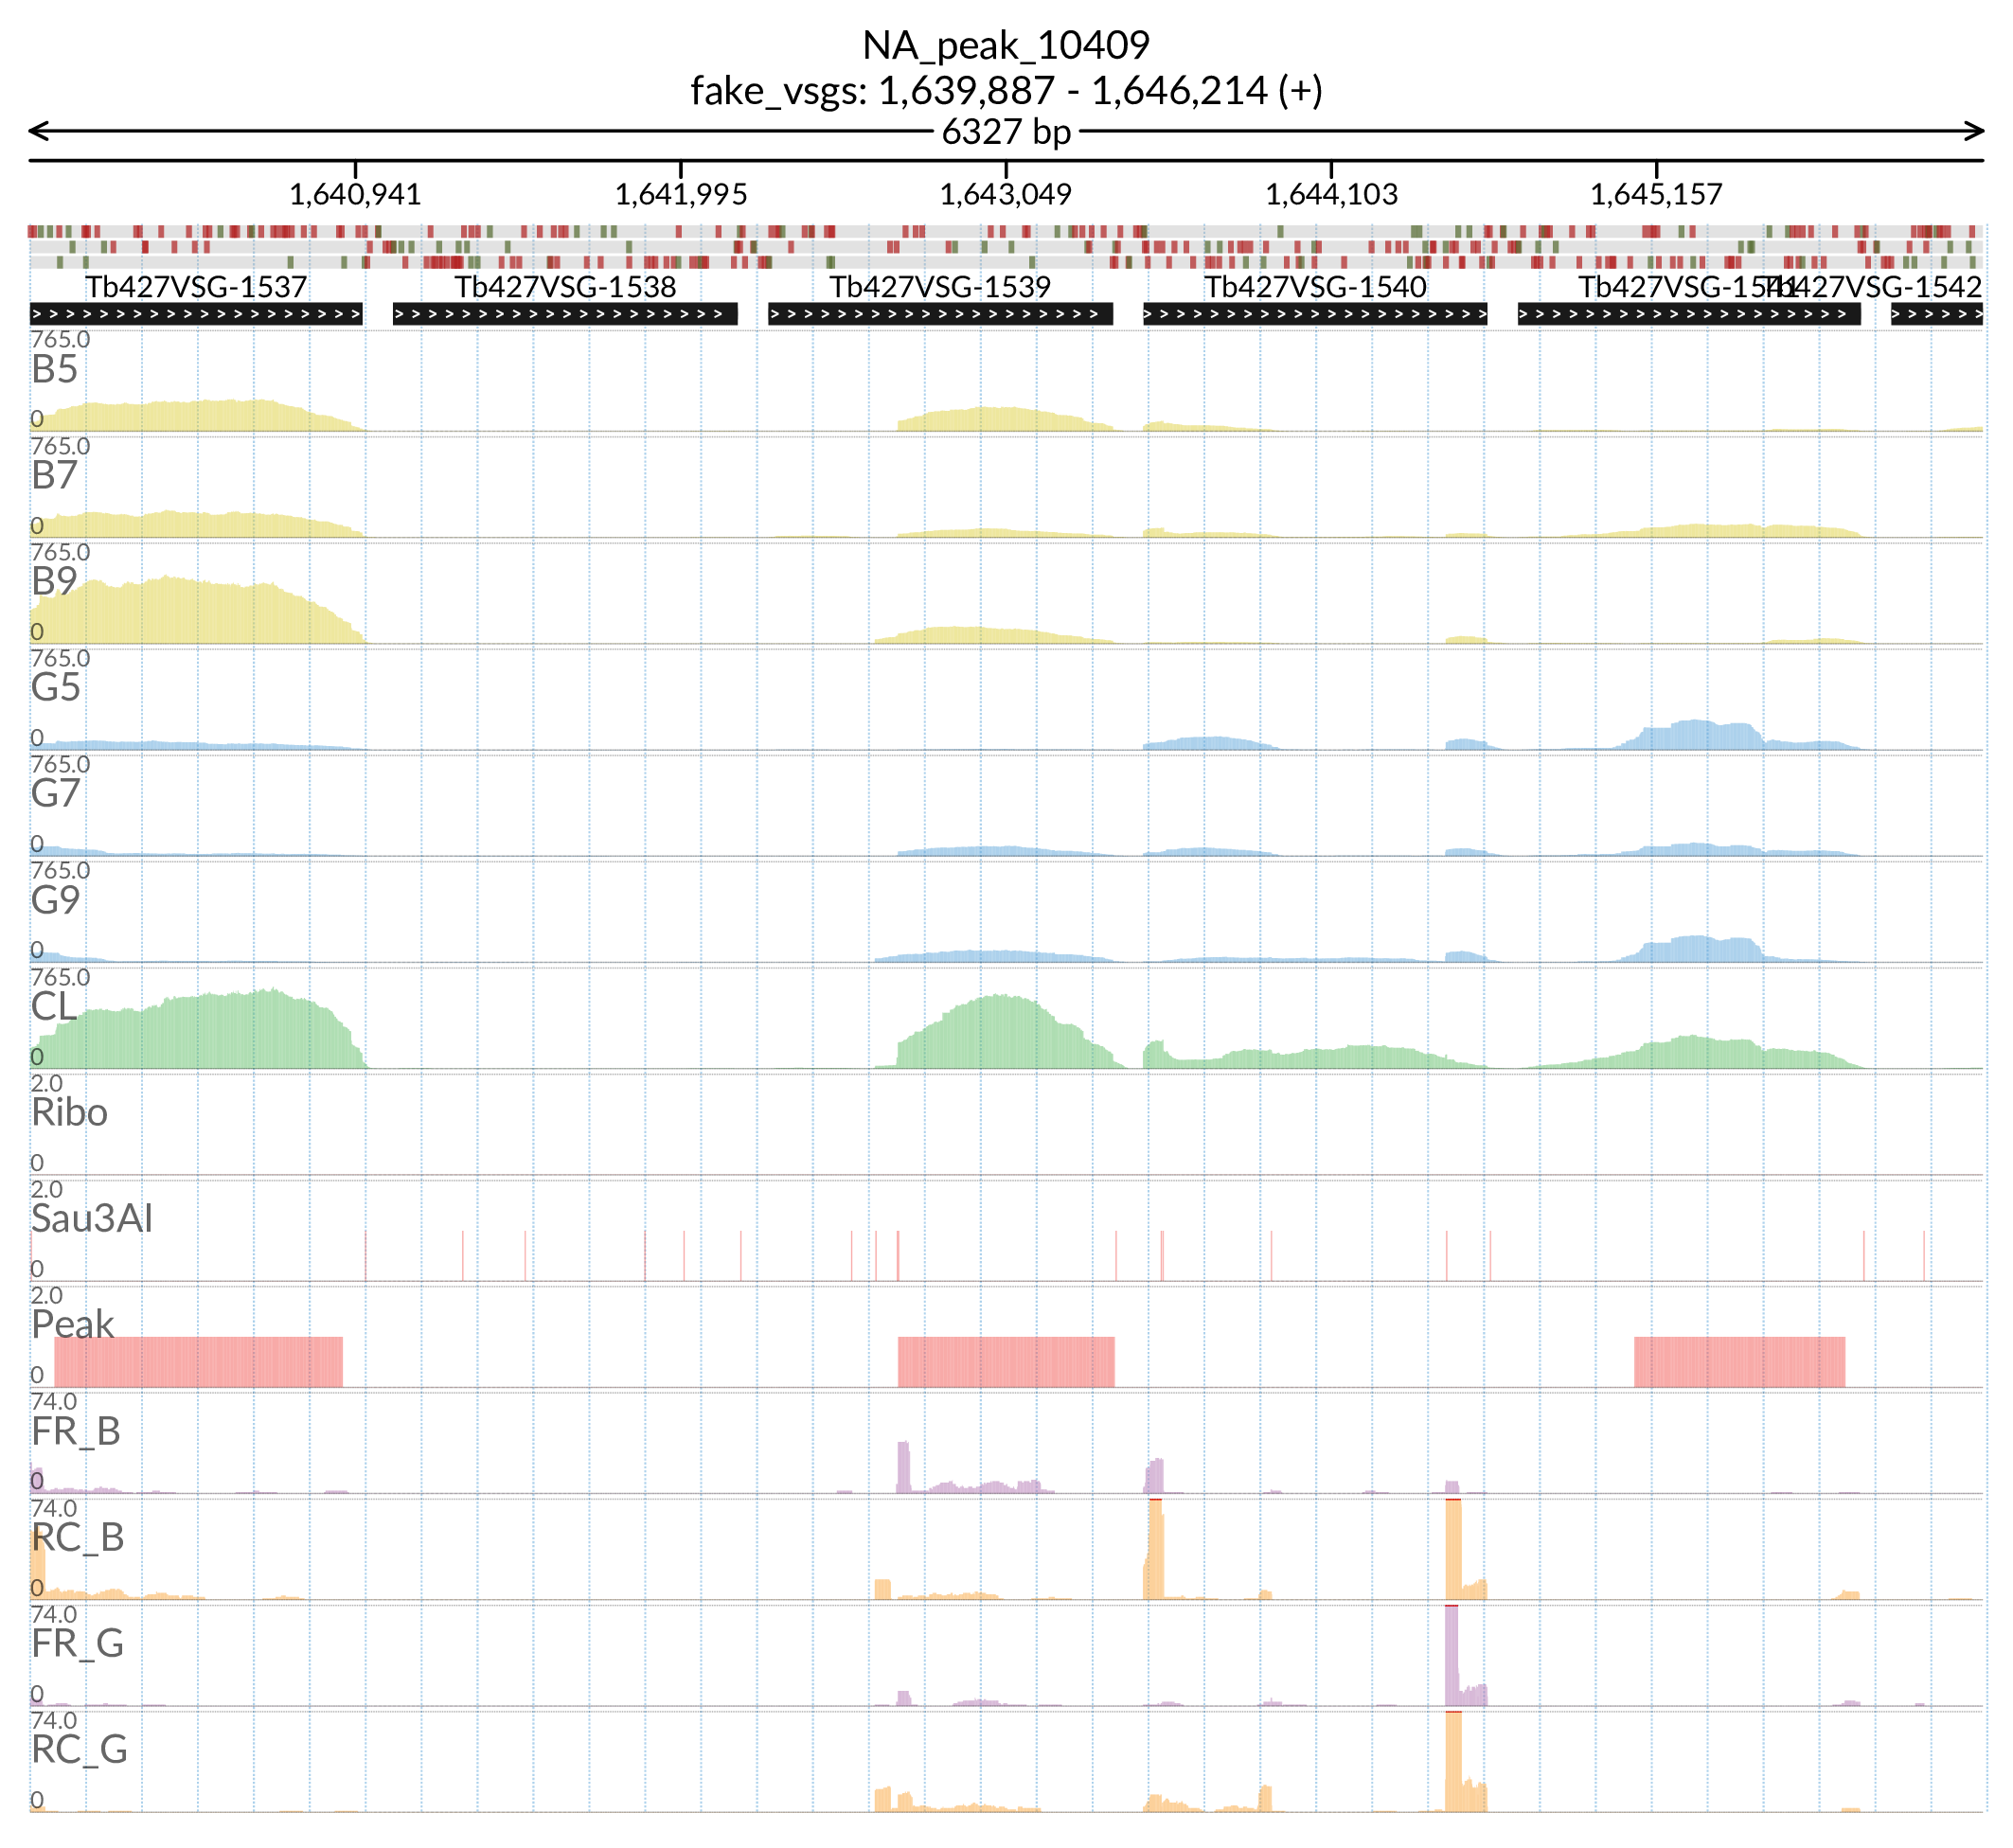 NA_peak_10409
fake_vsgs: 1,639,887 - 1,646,214 (+)
6327 bp
1,640,941 1,641,995 1,643,049 1,644,103 1,645,157
Tb427VSG-1537 Tb427VSG-1538 Tb427VSG-1539 Tb427VSG-1540 Tb427VSG-1541 Tb427VSG-1542
765.0
B5
0
765.0
B7
0
765.0
B9
0
765.0
G5
0
765.0
G7
0
765.0
G9
0
765.0
CL
0
2.0
Ribo
0
2.0
Sau3AI
0
2.0
Peak
0
74.0
FR_B
0
74.0
RC_B
0
74.0
FR_G
0
74.0
RC_G
0